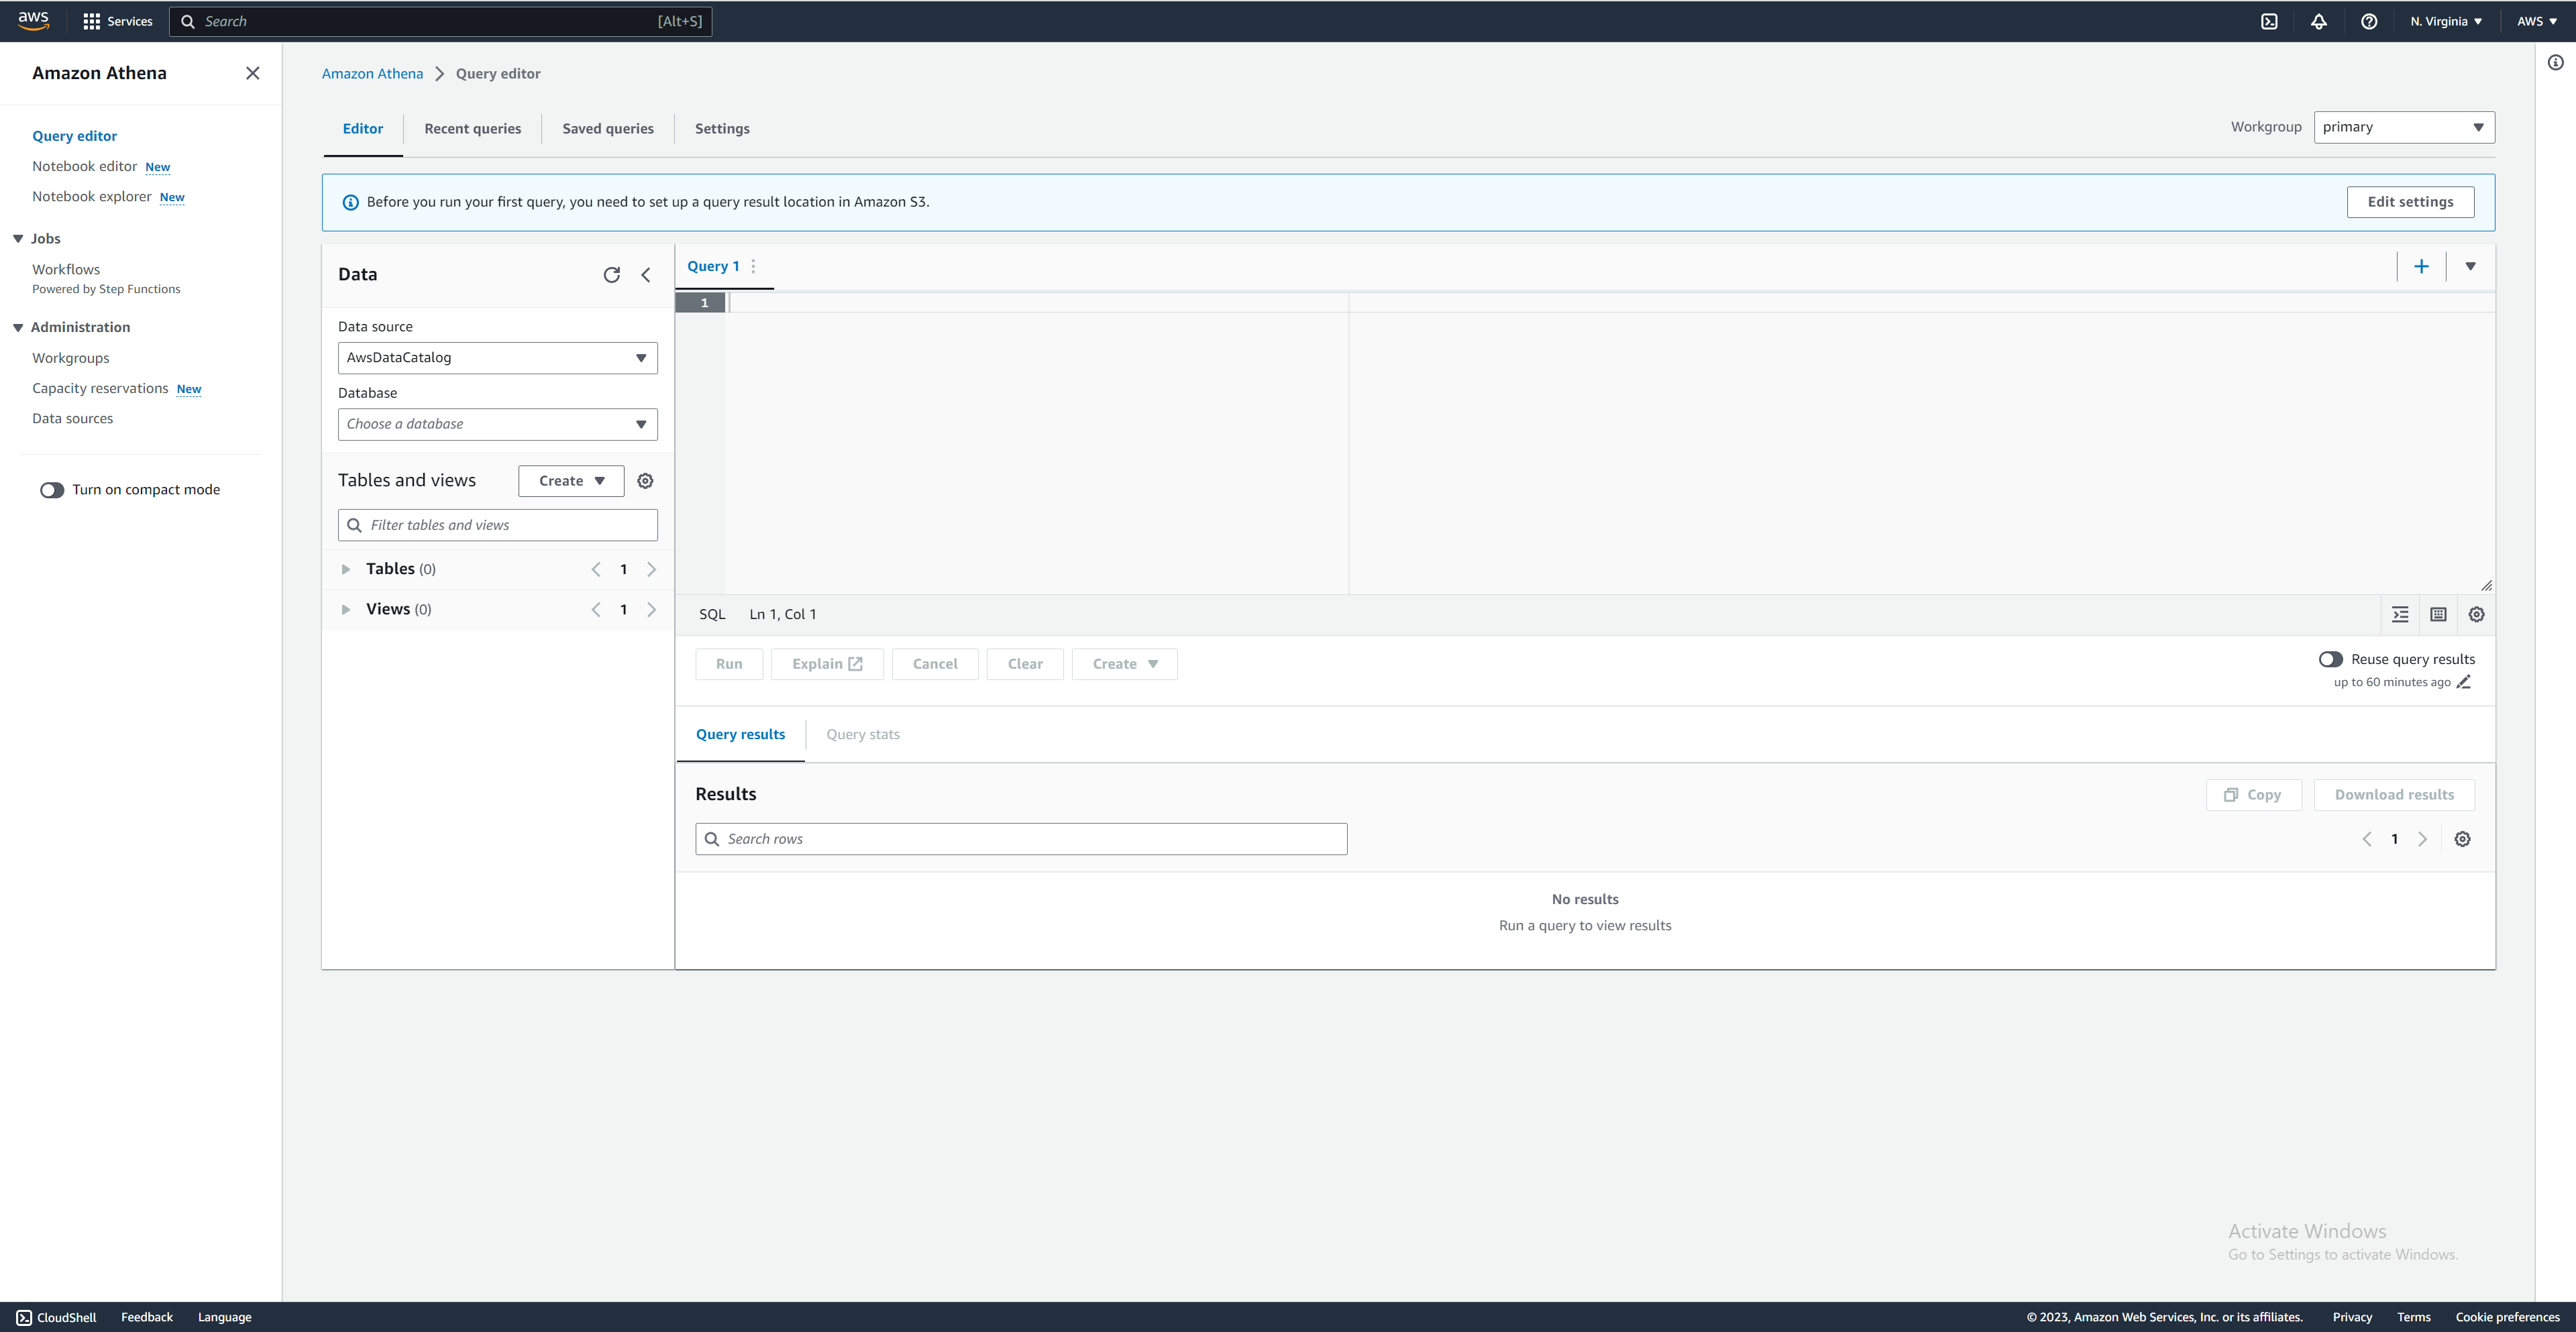 aws Services Search [Alt+S] N. Virginia AWS
Amazon Athena
Query editor
Notebook editor New
Notebook explorer New
Jobs
Workflows
Powered by Step Functions
Administration
Workgroups
Capacity reservations New
Data sources
Turn on compact mode
Amazon Athena Query editor
Editor Recent queries Saved queries Settings Workgroup primary
Before you run your first query, you need to set up a query result location in Amazon S3. Edit settings
Data
Data source
AwsDataCatalog
Database
Choose a database
Tables and views Create
Filter tables and views
Tables (0) 1
Views (0) 1
Query 1
1
SQL Ln 1, Col 1
Run Explain Cancel Clear Create Reuse query results
up to 60 minutes ago
Query results Query stats
Results Copy Download results
Search rows 1
No results
Run a query to view results
Activate Windows
Go to Settings to activate Windows.
CloudShell Feedback Language © 2023, Amazon Web Services, Inc. or its affiliates. Privacy Terms Cookie preferences